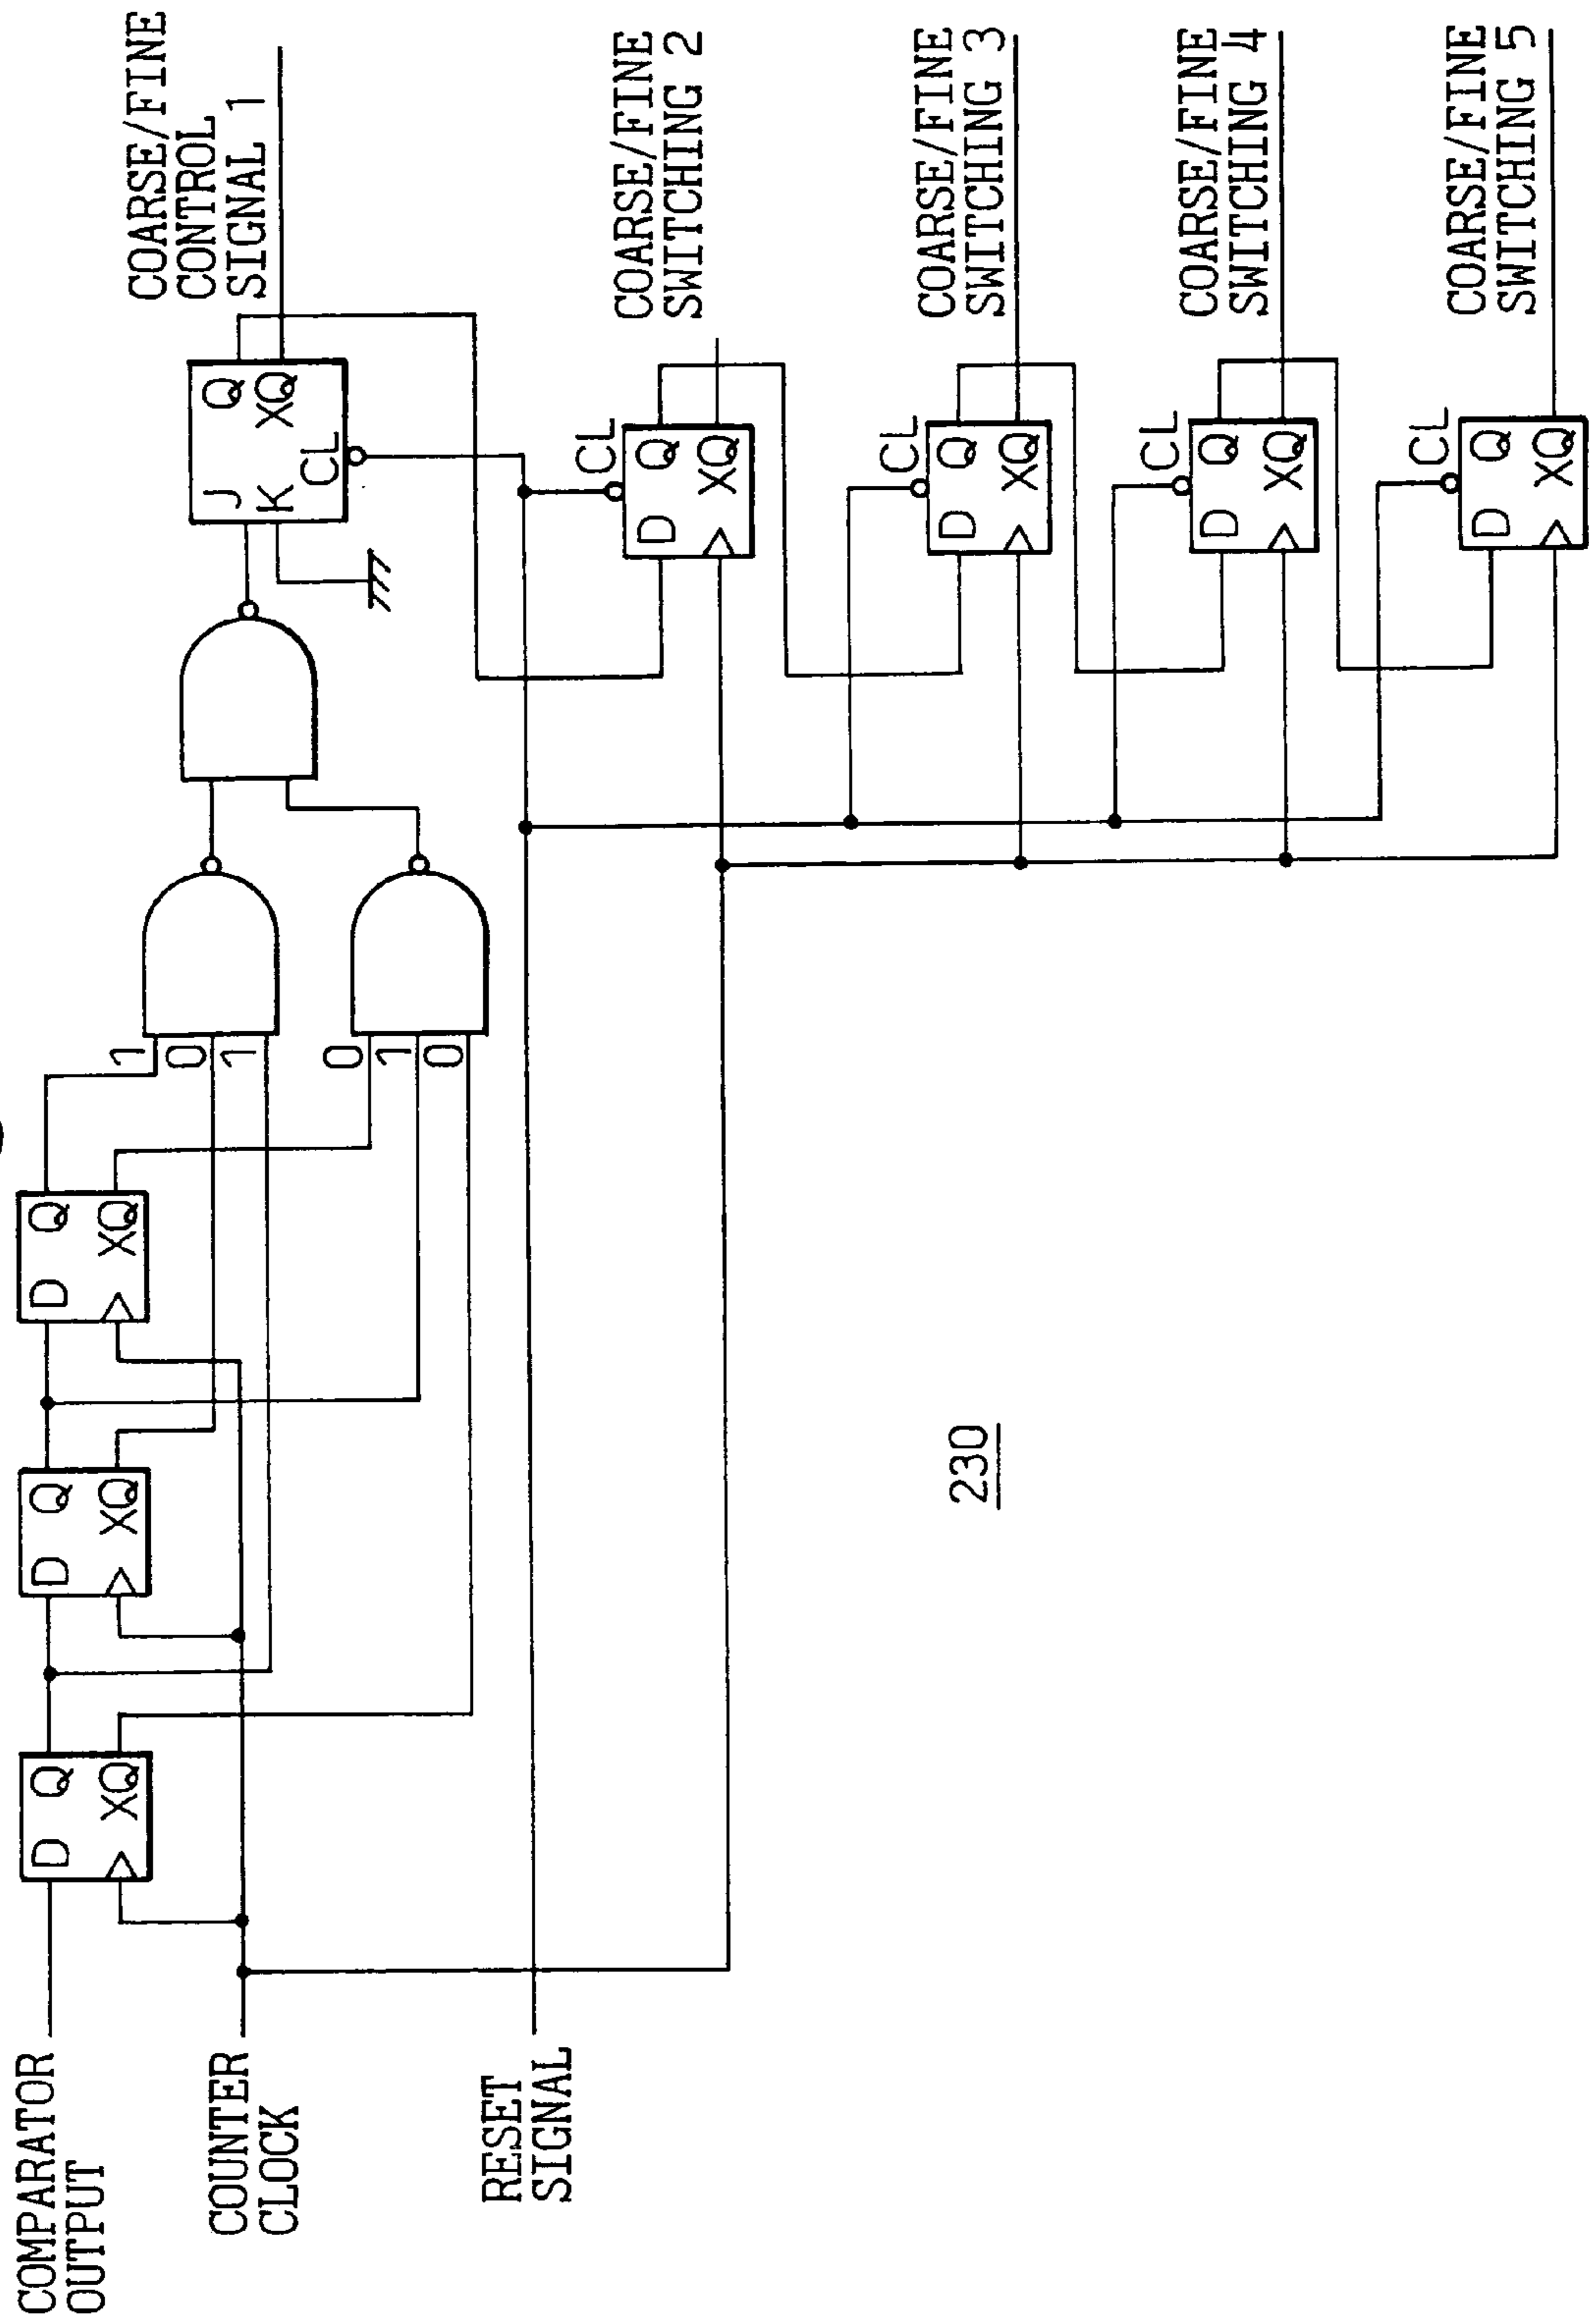 COMPARATOR
OUTPUT
COUNTER
CLOCK
RESET
SIGNAL
D Q
XQ
D Q
XQ
D Q
XQ
1
0
1
0
1
0
J Q
K XQ
CL
COARSE/FINE
CONTROL
SIGNAL 1
CL
D Q
XQ
COARSE/FINE
SWITCHING 2
CL
D Q
XQ
COARSE/FINE
SWITCHING 3
CL
D Q
XQ
COARSE/FINE
SWITCHING 4
CL
D Q
XQ
COARSE/FINE
SWITCHING 5
230